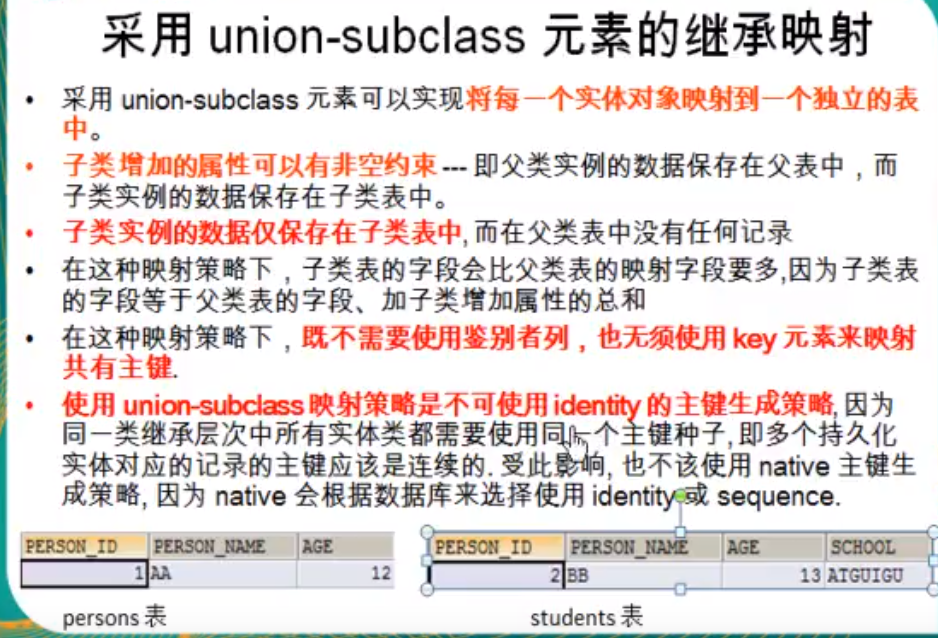 采用 union-subclass 元素的继承映射
• 采用 union-subclass 元素可以实现将每一个实体对象映射到一个独立的表
中。
• 子类增加的属性可以有非空约束 --- 即父类实例的数据保存在父表中，而
子类实例的数据保存在子类表中。
• 子类实例的数据仅保存在子类表中, 而在父类表中没有任何记录
• 在这种映射策略下，子类表的字段会比父类表的映射字段要多,因为子类表
的字段等于父类表的字段、加子类增加属性的总和
• 在这种映射策略下，既不需要使用鉴别者列，也无须使用 key 元素来映射
共有主键.
• 使用 union-subclass 映射策略是不可使用 identity 的主键生成策略, 因为
同一类继承层次中所有实体类都需要使用同一个主键种子, 即多个持久化
实体对应的记录的主键应该是连续的. 受此影响, 也不该使用 native 主键生
成策略, 因为 native 会根据数据库来选择使用 identity 或 sequence.
PERSON_ID PERSON_NAME AGE
1 AA 12
persons 表
PERSON_ID PERSON_NAME AGE SCHOOL
2 BB 13 ATGUIGU
students 表